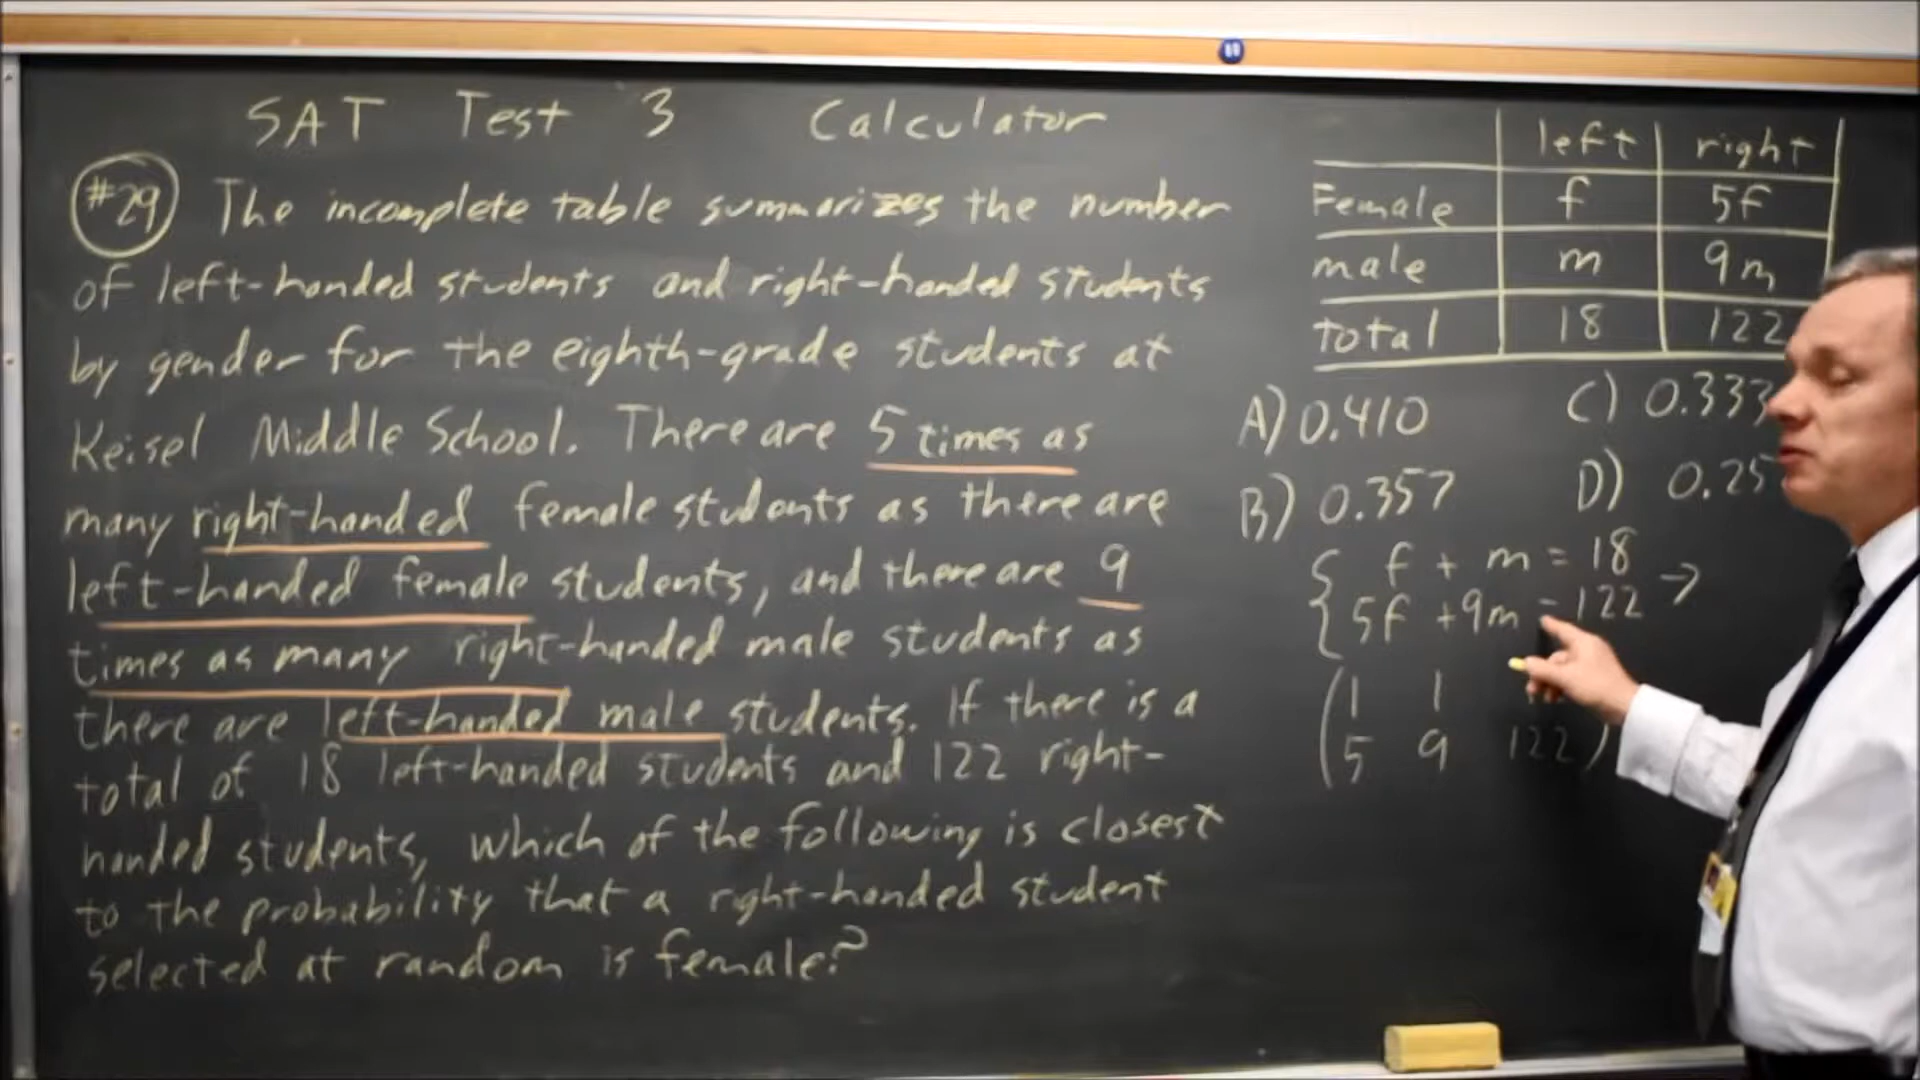 SAT Test 3 Calculator
#29 The incomplete table summarizes the number
of left-handed students and right-handed students
by gender for the eighth-grade students at
Keisel Middle School. There are 5 times as
many right-handed female students as there are
left-handed female students, and there are 9
times as many right-handed male students as
there are left-handed male students. If there is a
total of 18 left-handed students and 122 right-
handed students, which of the following is closest
to the probability that a right-handed student
selected at random is female?
left right
Female f 5f
male m 9m
total 18 122
A) 0.410 C) 0.333
B) 0.357 D) 0.25
{ f + m = 18
5f + 9m = 122 →
( 1 1
5 9 122 )